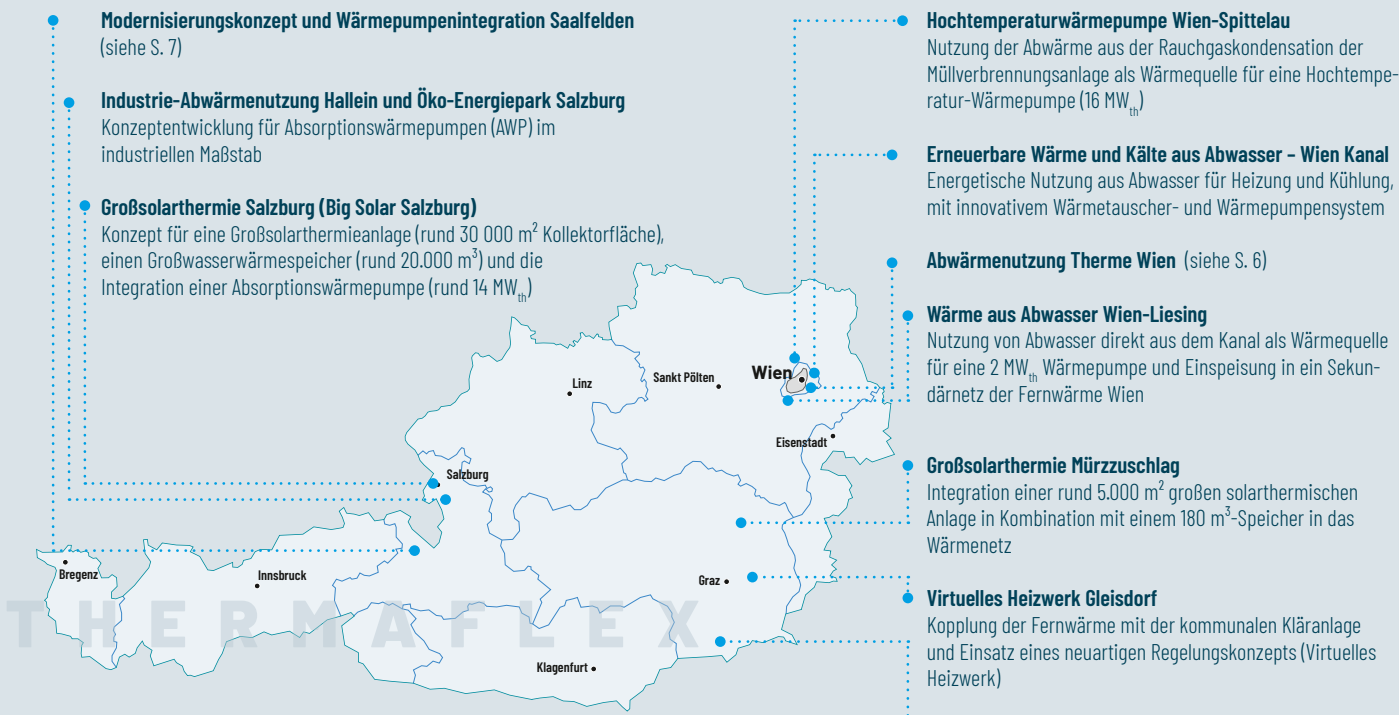 Modernisierungskonzept und Wärmepumpenintegration Saalfelden
(siehe S. 7)
Industrie-Abwärmenutzung Hallein und Öko-Energiepark Salzburg
Konzeptentwicklung für Absorptionswärmepumpen (AWP) im
industriellen Maßstab
Großsolarthermie Salzburg (Big Solar Salzburg)
Konzept für eine Großsolarthermieanlage (rund 30 000 m² Kollektorfläche),
einen Großwasserwärmespeicher (rund 20.000 m³) und die
Integration einer Absorptionswärmepumpe (rund 14 MWth)
Hochtemperaturwärmepumpe Wien-Spittelau
Nutzung der Abwärme aus der Rauchgaskondensation der
Müllverbrennungsanlage als Wärmequelle für eine Hochtempe-
ratur-Wärmepumpe (16 MWth)
Erneuerbare Wärme und Kälte aus Abwasser – Wien Kanal
Energetische Nutzung aus Abwasser für Heizung und Kühlung,
mit innovativem Wärmetauscher- und Wärmepumpensystem
Abwärmenutzung Therme Wien (siehe S. 6)
Wärme aus Abwasser Wien-Liesing
Nutzung von Abwasser direkt aus dem Kanal als Wärmequelle
für eine 2 MWth Wärmepumpe und Einspeisung in ein Sekun-
därnetz der Fernwärme Wien
Großsolarthermie Mürzzuschlag
Integration einer rund 5.000 m² großen solarthermischen
Anlage in Kombination mit einem 180 m³-Speicher in das
Wärmenetz
Virtuelles Heizwerk Gleisdorf
Kopplung der Fernwärme mit der kommunalen Kläranlage
und Einsatz eines neuartigen Regelungskonzepts (Virtuelles
Heizwerk)
Linz
Sankt Pölten
Wien
Eisenstadt
Salzburg
Bregenz
Innsbruck
Graz
Klagenfurt
THERMAFLEX